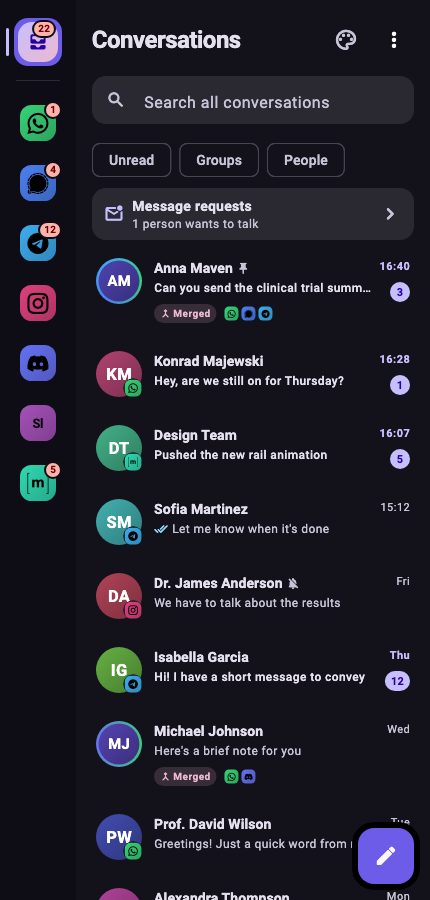 22
1
4
12
SI
[m]
5
Conversations
Search all conversations
Unread
Groups
People
Message requests
1 person wants to talk
AM
Anna Maven
16:40
Can you send the clinical trial summ…
3
Merged
KM
Konrad Majewski
16:28
Hey, are we still on for Thursday?
1
DT
[m]
Design Team
16:07
Pushed the new rail animation
5
SM
Sofia Martinez
15:12
Let me know when it's done
DA
Dr. James Anderson
Fri
We have to talk about the results
IG
Isabella Garcia
Thu
Hi! I have a short message to convey
12
MJ
Michael Johnson
Wed
Here's a brief note for you
Merged
PW
Prof. David Wilson
Tue
Greetings! Just a quick word from
Alexandra Thompson
Mon